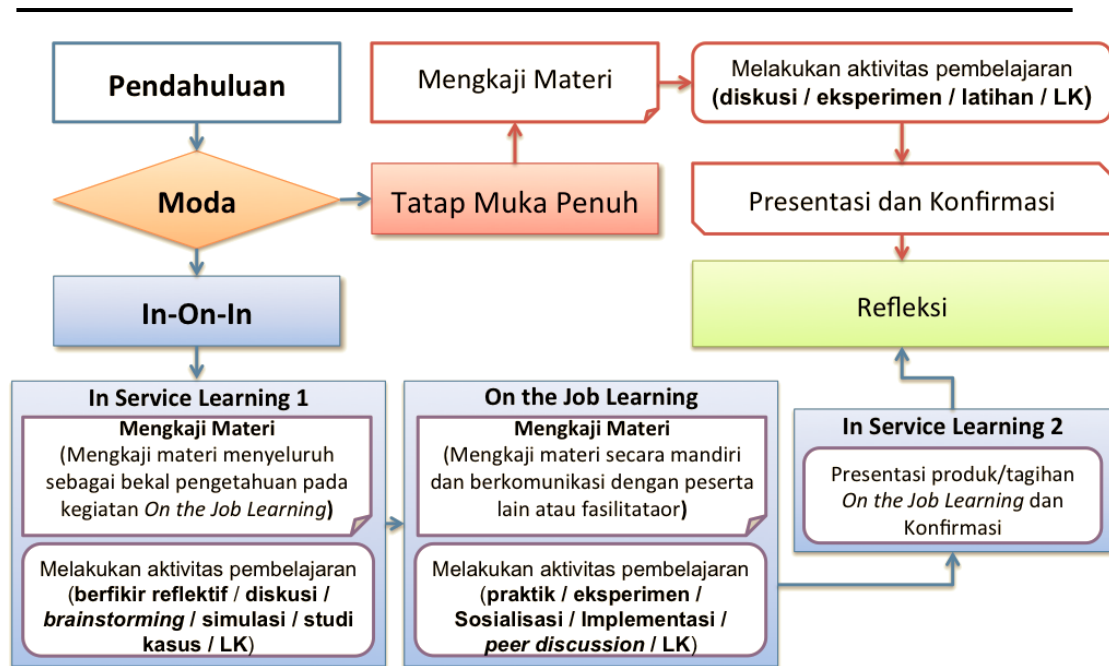 Pendahuluan
Moda
Tatap Muka Penuh
Mengkaji Materi
Melakukan aktivitas pembelajaran
(diskusi / eksperimen / latihan / LK)
Presentasi dan Konfirmasi
Refleksi
In-On-In
In Service Learning 1
Mengkaji Materi
(Mengkaji materi menyeluruh
sebagai bekal pengetahuan pada
kegiatan On the Job Learning)
Melakukan aktivitas pembelajaran
(berfikir reflektif / diskusi /
brainstorming / simulasi / studi
kasus / LK)
On the Job Learning
Mengkaji Materi
(Mengkaji materi secara mandiri
dan berkomunikasi dengan peserta
lain atau fasilitataor)
Melakukan aktivitas pembelajaran
(praktik / eksperimen /
Sosialisasi / Implementasi /
peer discussion / LK)
In Service Learning 2
Presentasi produk/tagihan
On the Job Learning dan
Konfirmasi